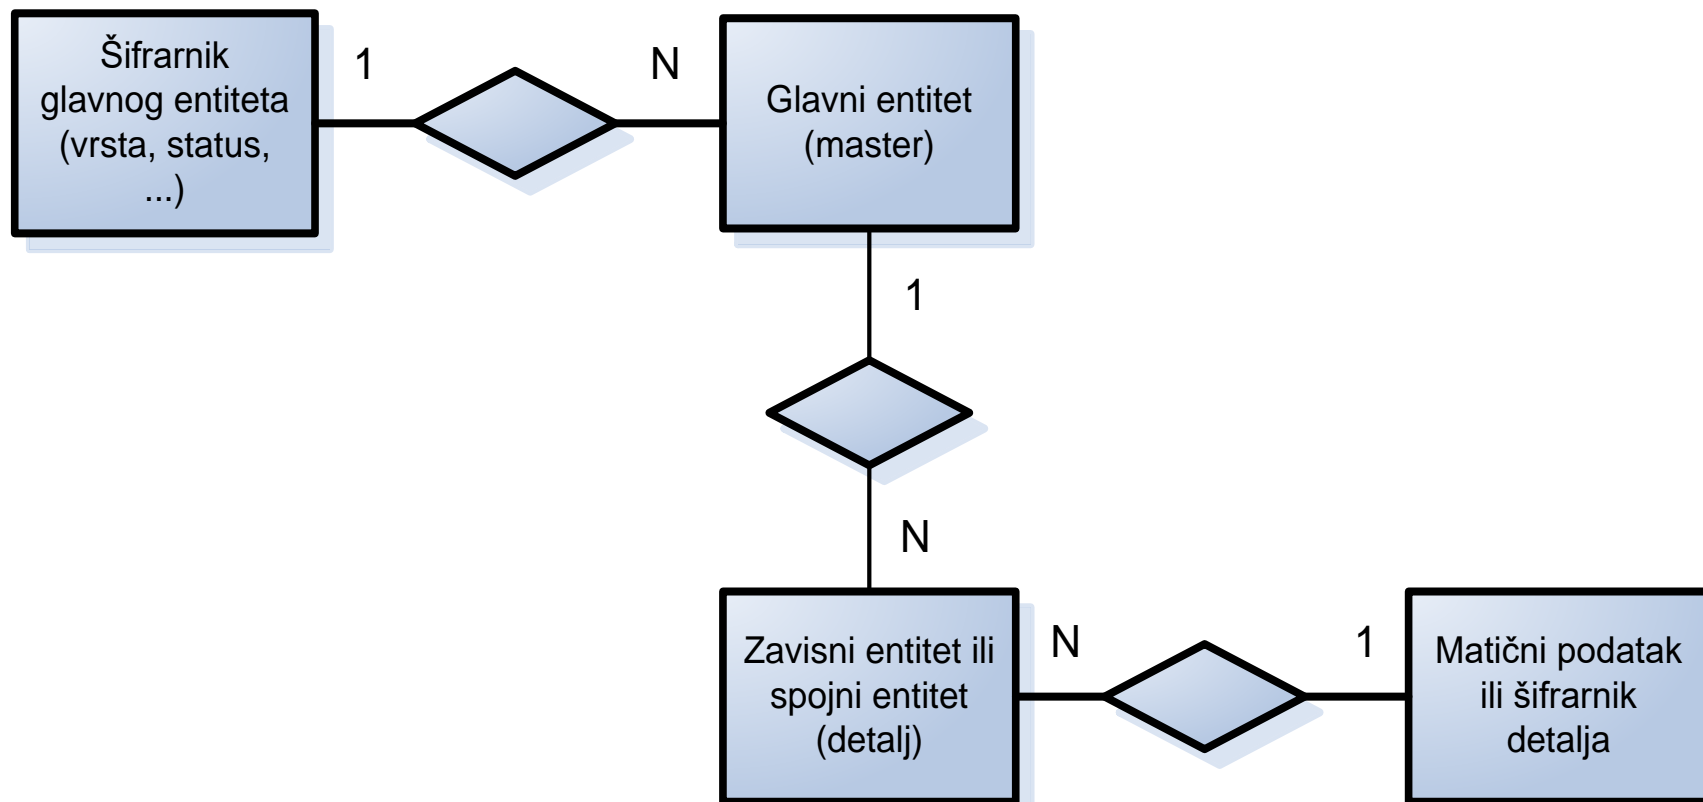 Šifrarnik
glavnog entiteta
(vrsta, status,
...)
1
N
Glavni entitet
(master)
1
N
Zavisni entitet ili
spojni entitet
(detalj)
N
1
Matični podatak
ili šifrarnik
detalja